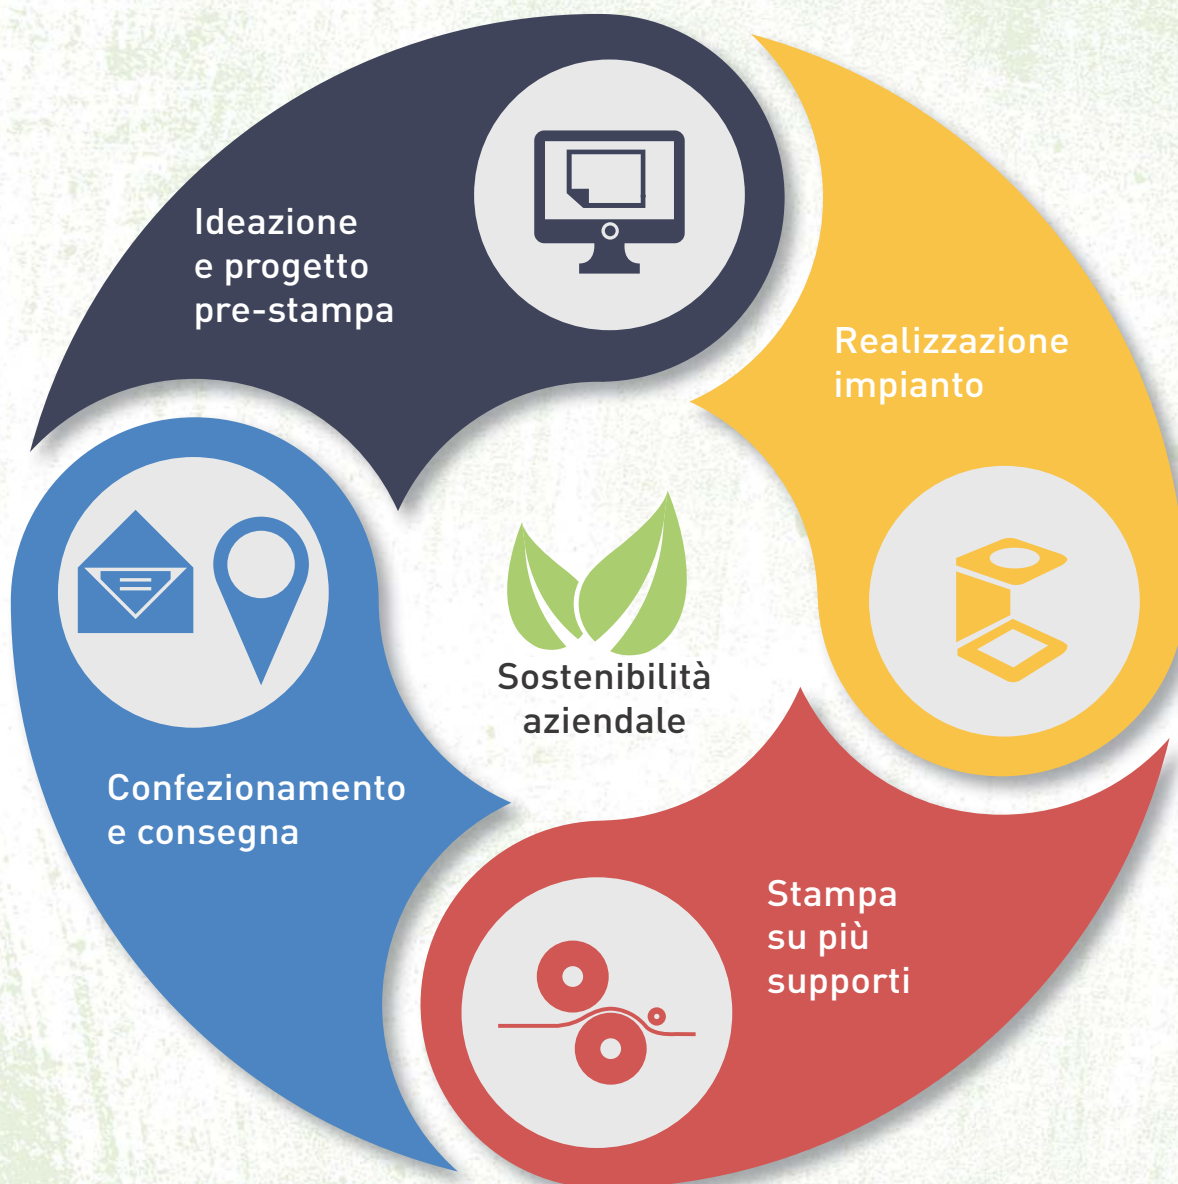 Ideazione
e progetto
pre-stampa
Realizzazione
impianto
Sostenibilità
aziendale
Confezionamento
e consegna
Stampa
su più
supporti